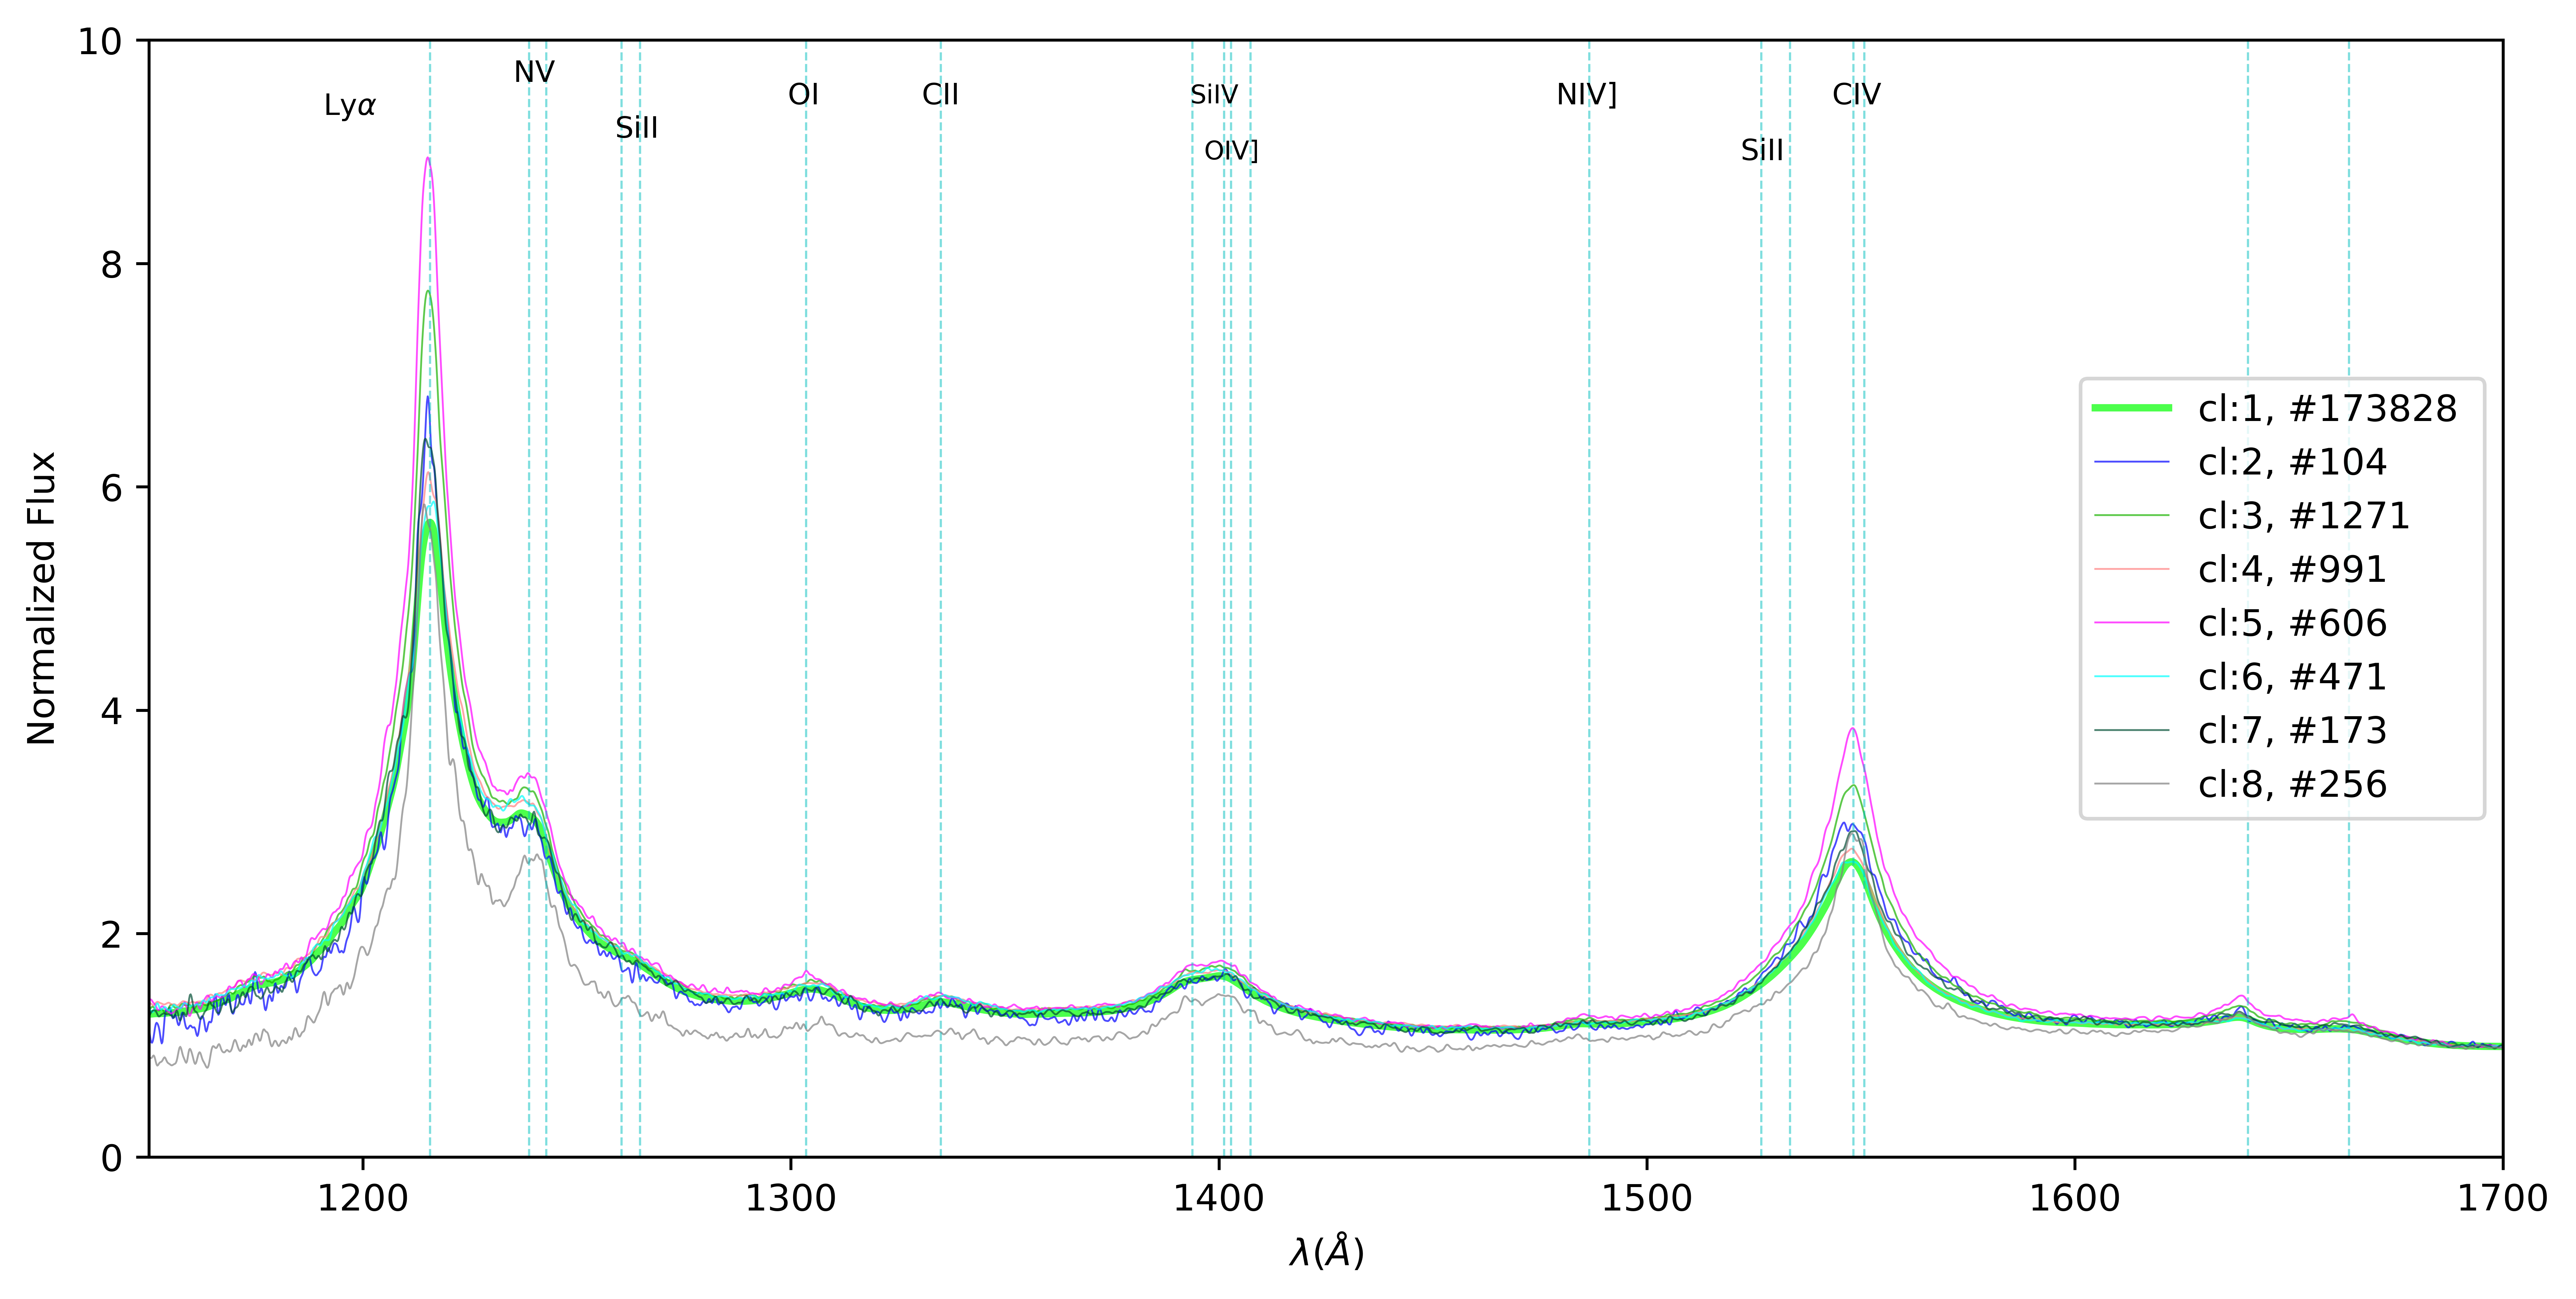 10
8
6
4
2
0
Normalized Flux
Lyα
NV
SiII
OI
CII
SiIV
OIV]
NIV]
SiII
CIV
cl:1, #173828
cl:2, #104
cl:3, #1271
cl:4, #991
cl:5, #606
cl:6, #471
cl:7, #173
cl:8, #256
1200 1300 1400 1500 1600 1700
λ(Å)